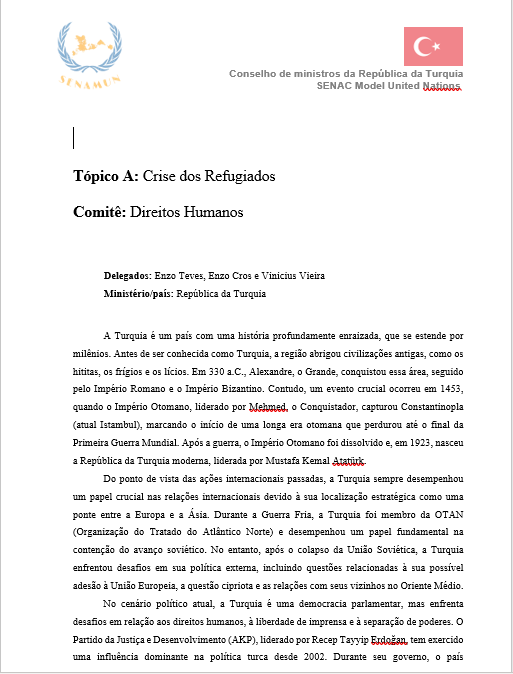 SENAMUN
Conselho de ministros da República da Turquia
SENAC Model United Nations.
Tópico A: Crise dos Refugiados
Comitê: Direitos Humanos
Delegados: Enzo Teves, Enzo Cros e Vinicius Vieira
Ministério/país: República da Turquia
A Turquia é um país com uma história profundamente enraizada, que se estende por
milênios. Antes de ser conhecida como Turquia, a região abrigou civilizações antigas, como os
hititas, os frígios e os lícios. Em 330 a.C., Alexandre, o Grande, conquistou essa área, seguido
pelo Império Romano e o Império Bizantino. Contudo, um evento crucial ocorreu em 1453,
quando o Império Otomano, liderado por Mehmed, o Conquistador, capturou Constantinopla
(atual Istambul), marcando o início de uma longa era otomana que perdurou até o final da
Primeira Guerra Mundial. Após a guerra, o Império Otomano foi dissolvido e, em 1923, nasceu
a República da Turquia moderna, liderada por Mustafa Kemal Atatürk.
Do ponto de vista das ações internacionais passadas, a Turquia sempre desempenhou
um papel crucial nas relações internacionais devido à sua localização estratégica como uma
ponte entre a Europa e a Ásia. Durante a Guerra Fria, a Turquia foi membro da OTAN
(Organização do Tratado do Atlântico Norte) e desempenhou um papel fundamental na
contenção do avanço soviético. No entanto, após o colapso da União Soviética, a Turquia
enfrentou desafios em sua política externa, incluindo questões relacionadas à sua possível
adesão à União Europeia, a questão cipriota e as relações com seus vizinhos no Oriente Médio.
No cenário político atual, a Turquia é uma democracia parlamentar, mas enfrenta
desafios em relação aos direitos humanos, à liberdade de imprensa e à separação de poderes. O
Partido da Justiça e Desenvolvimento (AKP), liderado por Recep Tayyip Erdoğan, tem exercido
uma influência dominante na política turca desde 2002. Durante seu governo, o país